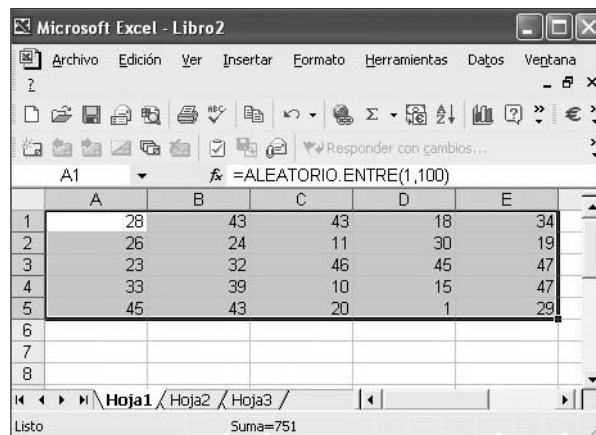 Microsoft Excel - Libro2
Archivo Edición Ver Insertar Formato Herramientas Datos Ventana
?
ABC
Σ
€
Responder con cambios...
A1 fx =ALEATORIO.ENTRE(1,100)
A B C D E
1 28 43 43 18 34
2 26 24 11 30 19
3 23 32 46 45 47
4 33 39 10 15 47
5 45 43 20 1 29
6
7
8
Hoja1 / Hoja2 / Hoja3 /
Listo Suma=751